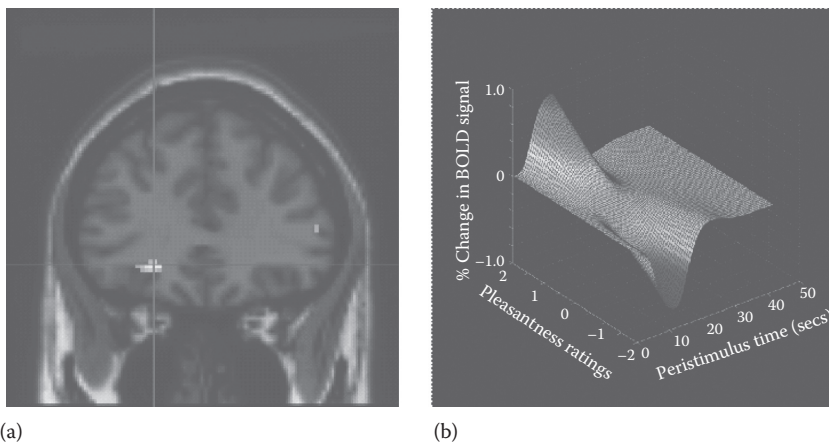 % Change in BOLD signal
1.0
0
−1.0
2
1
0
−1
−2
Pleasantness ratings
0
10
20
30
40
50
Peristimulus time (secs)
(a)
(b)